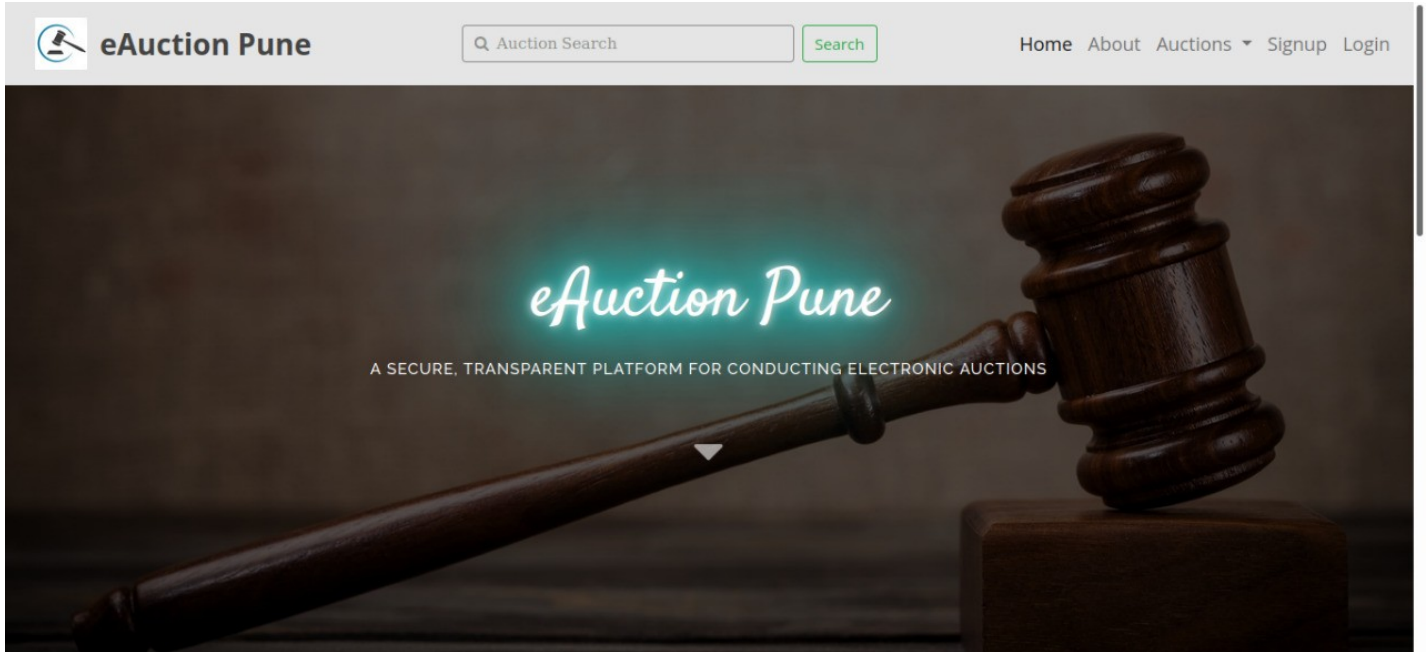 eAuction Pune
Auction Search
Search
Home About Auctions Signup Login
eAuction Pune
A SECURE, TRANSPARENT PLATFORM FOR CONDUCTING ELECTRONIC AUCTIONS